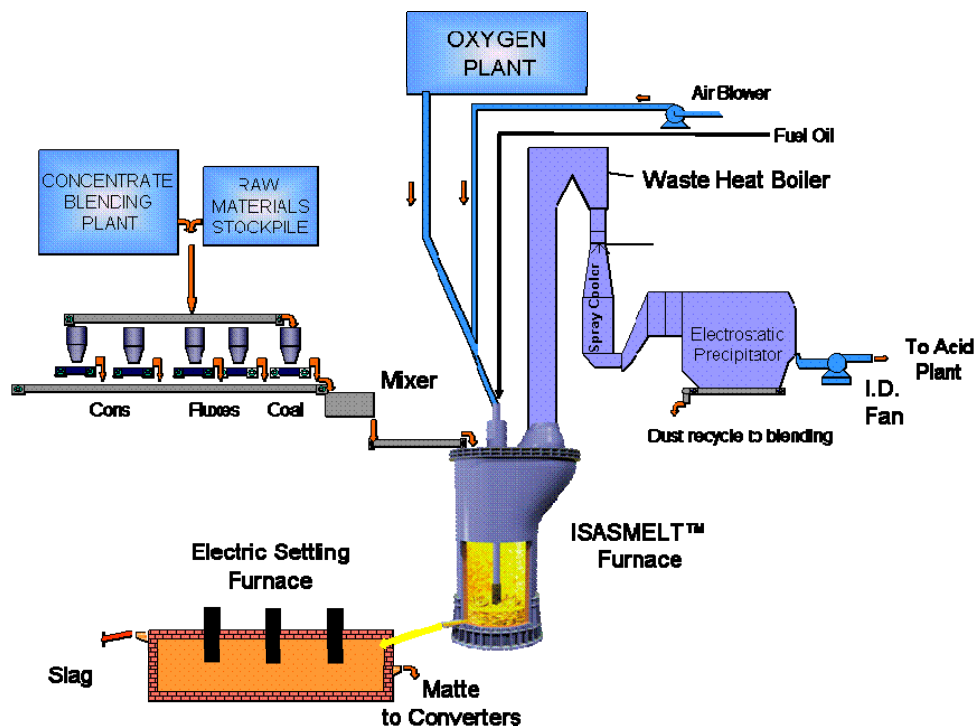 OXYGEN
PLANT
Air Blower
Fuel Oil
CONCENTRATE
BLENDING
PLANT
RAW
MATERIALS
STOCKPILE
Waste Heat Boiler
Spray Cooler
Electrostatic
Precipitator
To Acid
Plant
I.D.
Fan
Dust recycle to blending
Mixer
Cons
Fluxes
Coal
ISASMELT™
Furnace
Electric Settling
Furnace
Slag
Matte
to Converters